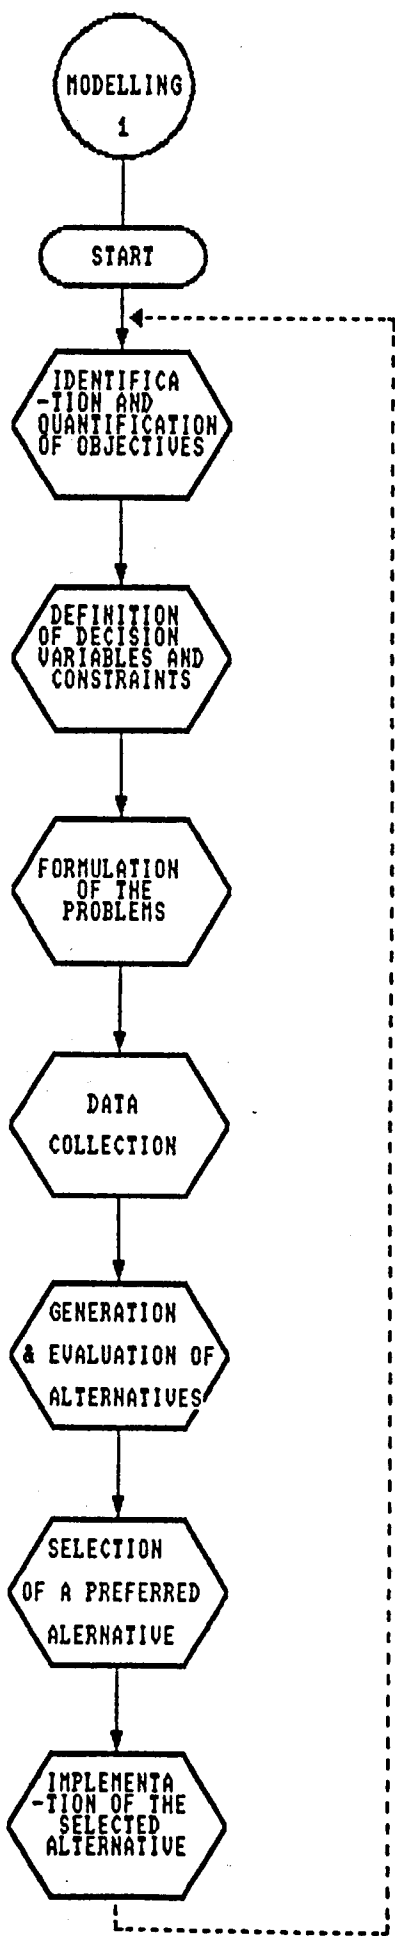 MODELLING
1
START
IDENTIFICA
-TION AND
QUANTIFICATION
OF OBJECTIVES
DEFINITION
OF DECISION
VARIABLES AND
CONSTRAINTS
FORMULATION
OF THE
PROBLEMS
DATA
COLLECTION
GENERATION
& EVALUATION OF
ALTERNATIVES
SELECTION
OF A PREFERRED
ALERNATIVE
IMPLEMENTA
-TION OF THE
SELECTED
ALTERNATIVE